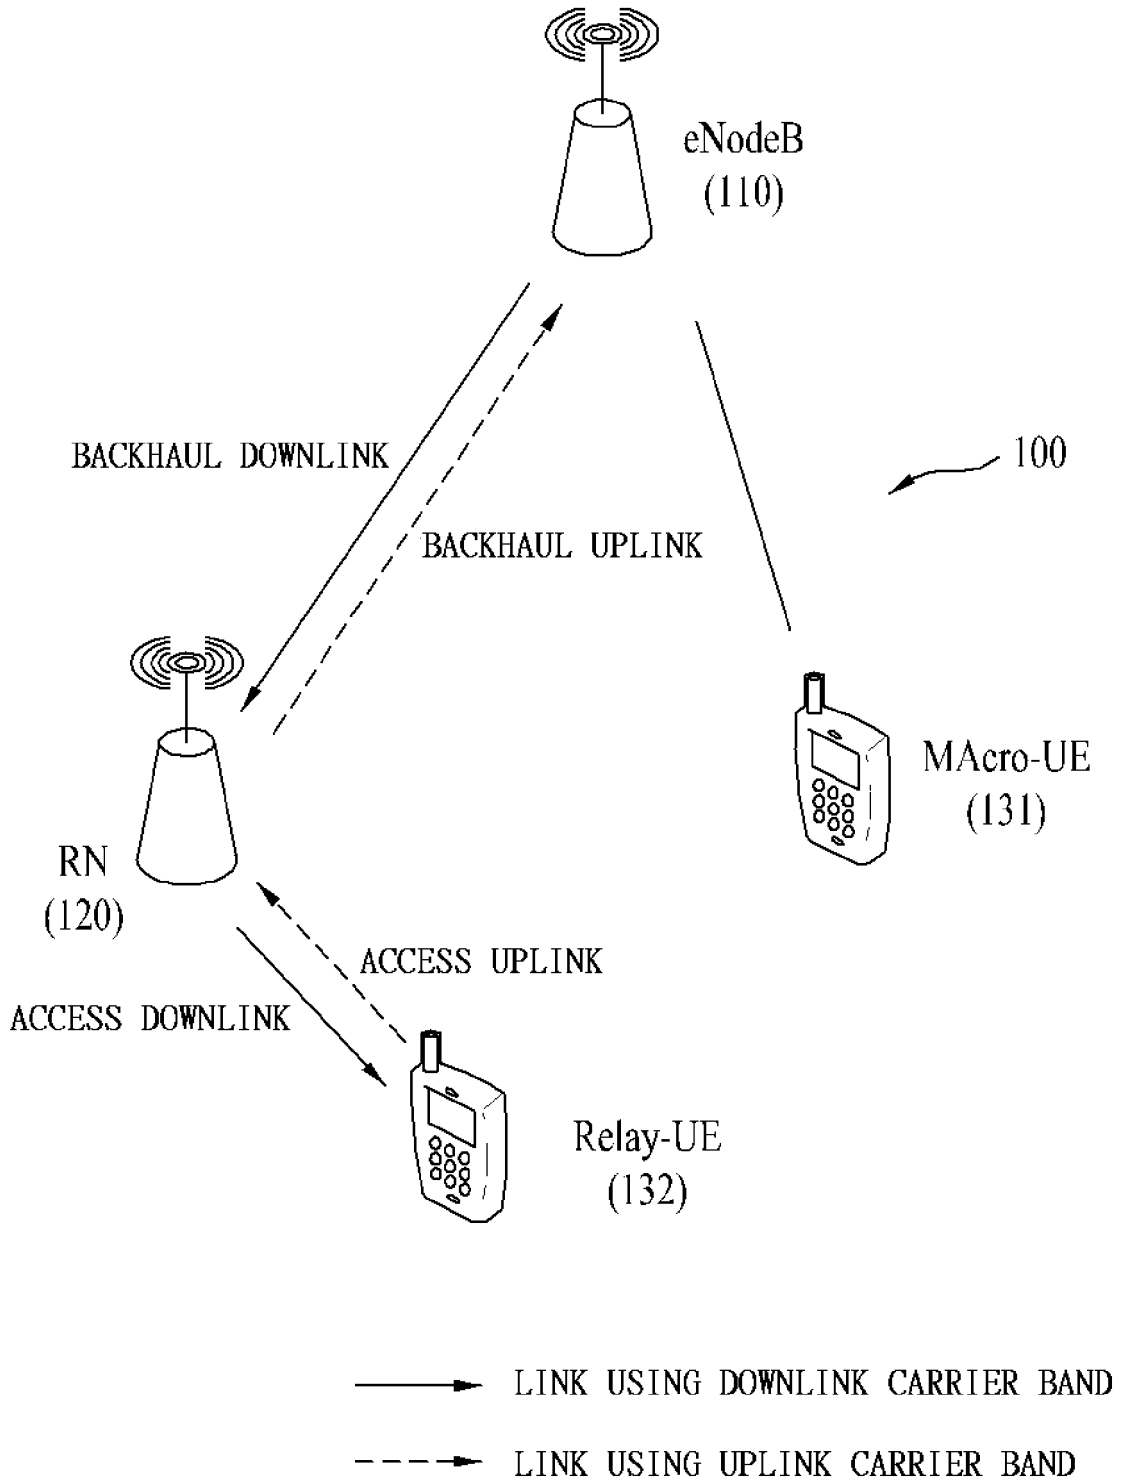 eNodeB
(110)
BACKHAUL DOWNLINK
100
BACKHAUL UPLINK
MAcro-UE
(131)
RN
(120)
ACCESS UPLINK
ACCESS DOWNLINK
Relay-UE
(132)
LINK USING DOWNLINK CARRIER BAND
LINK USING UPLINK CARRIER BAND